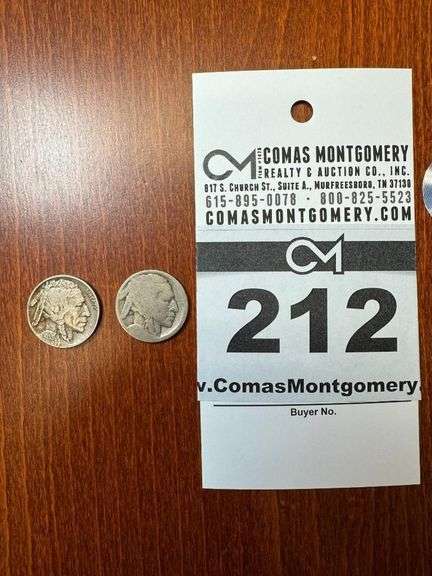 CM
COMAS MONTGOMERY
REALTY & AUCTION CO., INC.
817 S. CHURCH ST., SUITE A., MURFREESBORO, TN 37130
615-895-0078 • 800-825-5523
COMASMONTGOMERY.COM
CM
212
v.ComasMontgomery.
Buyer No.